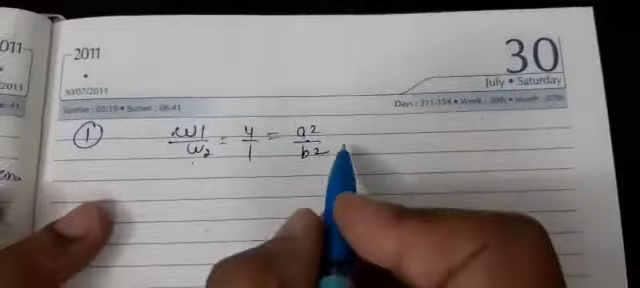 2011
30
30/07/2011
July • Saturday
Sunrise : 05:19 • Sunset : 06:41
Days : 211-154 • Week : 30th • Month : 07th
① w1/w2 = 4/1 = a²/b²